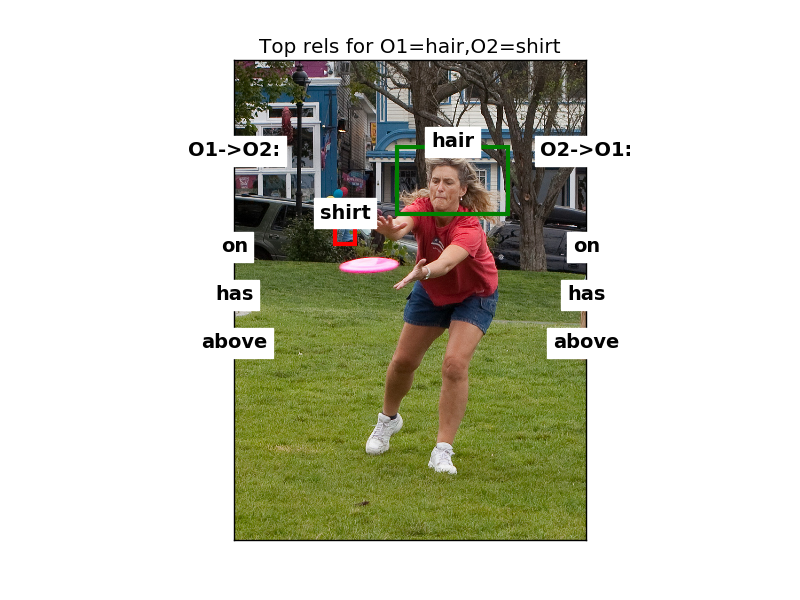 Top rels for O1=hair,O2=shirt
hair
O1->O2:
O2->O1:
shirt
on
on
has
has
above
above